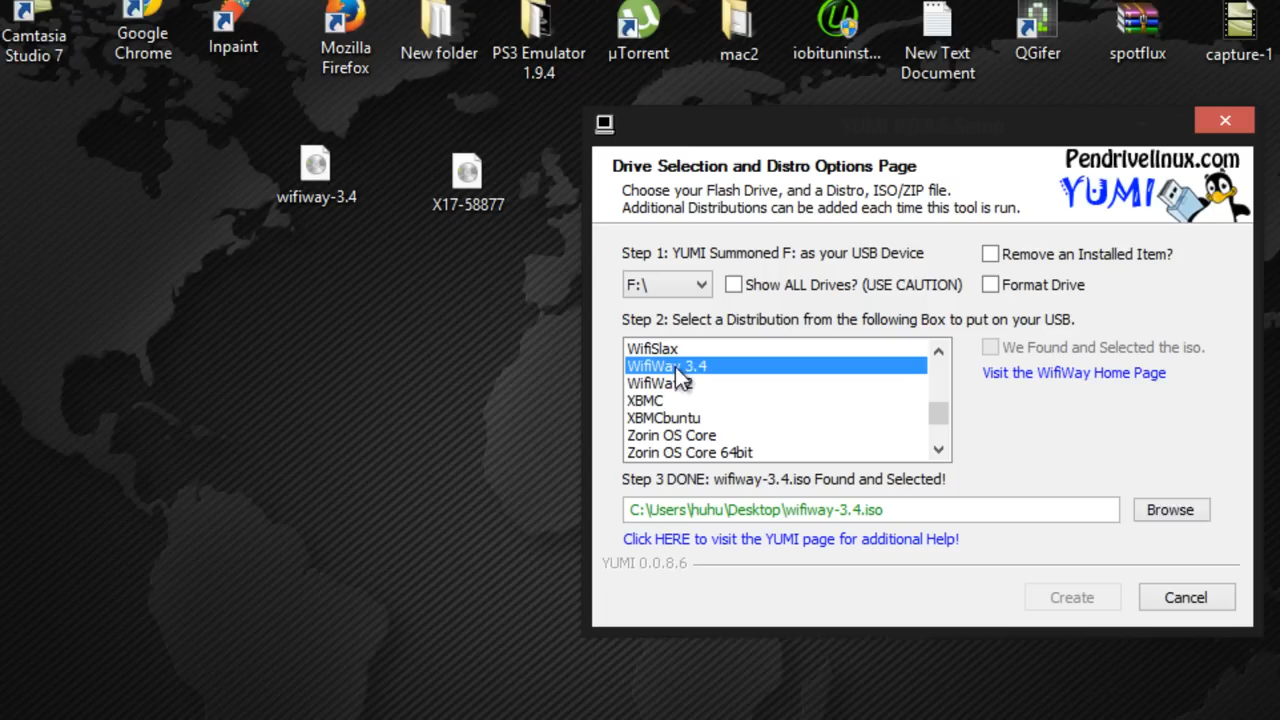 Camtasia
Studio 7
Google
Chrome
Inpaint
Mozilla
Firefox
New folder
PS3 Emulator
1.9.4
µTorrent
mac2
iobituninst...
New Text
Document
QGifer
spotflux
capture-1
wifiway-3.4
X17-58877
Drive Selection and Distro Options Page
Choose your Flash Drive, and a Distro, ISO/ZIP file.
Additional Distributions can be added each time this tool is run.
Pendrivelinux.com
YUMI
Step 1: YUMI Summoned F: as your USB Device
Remove an Installed Item?
F:\
Show ALL Drives? (USE CAUTION)
Format Drive
Step 2: Select a Distribution from the following Box to put on your USB.
WifiSlax
WifiWay 3.4
WifiWay 2
XBMC
XBMCbuntu
Zorin OS Core
Zorin OS Core 64bit
We Found and Selected the iso.
Visit the WifiWay Home Page
Step 3 DONE: wifiway-3.4.iso Found and Selected!
C:\Users\huhu\Desktop\wifiway-3.4.iso
Browse
Click HERE to visit the YUMI page for additional Help!
YUMI 0.0.8.6
Create
Cancel